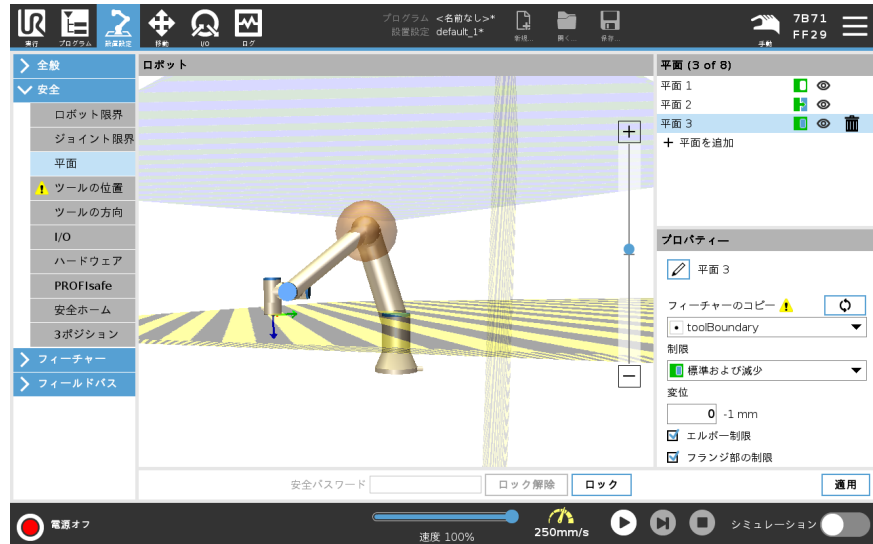 プログラム <名前なし>*
設置設定 default_1*
実行
プログラム
設置設定
移動
I/O
ログ
新規...
開く...
保存...
手動
7B71
FF29
全般
安全
ロボット限界
ジョイント限界
平面
ツールの位置
ツールの方向
I/O
ハードウェア
PROFIsafe
安全ホーム
3ポジション
フィーチャー
フィールドバス
ロボット
平面 (3 of 8)
平面 1
平面 2
平面 3
+ 平面を追加
プロパティー
平面 3
フィーチャーのコピー
toolBoundary
制限
標準および減少
変位
0 -1 mm
エルボー制限
フランジ部の制限
安全パスワード
ロック解除
ロック
適用
電源オフ
速度 100%
250mm/s
シミュレーション